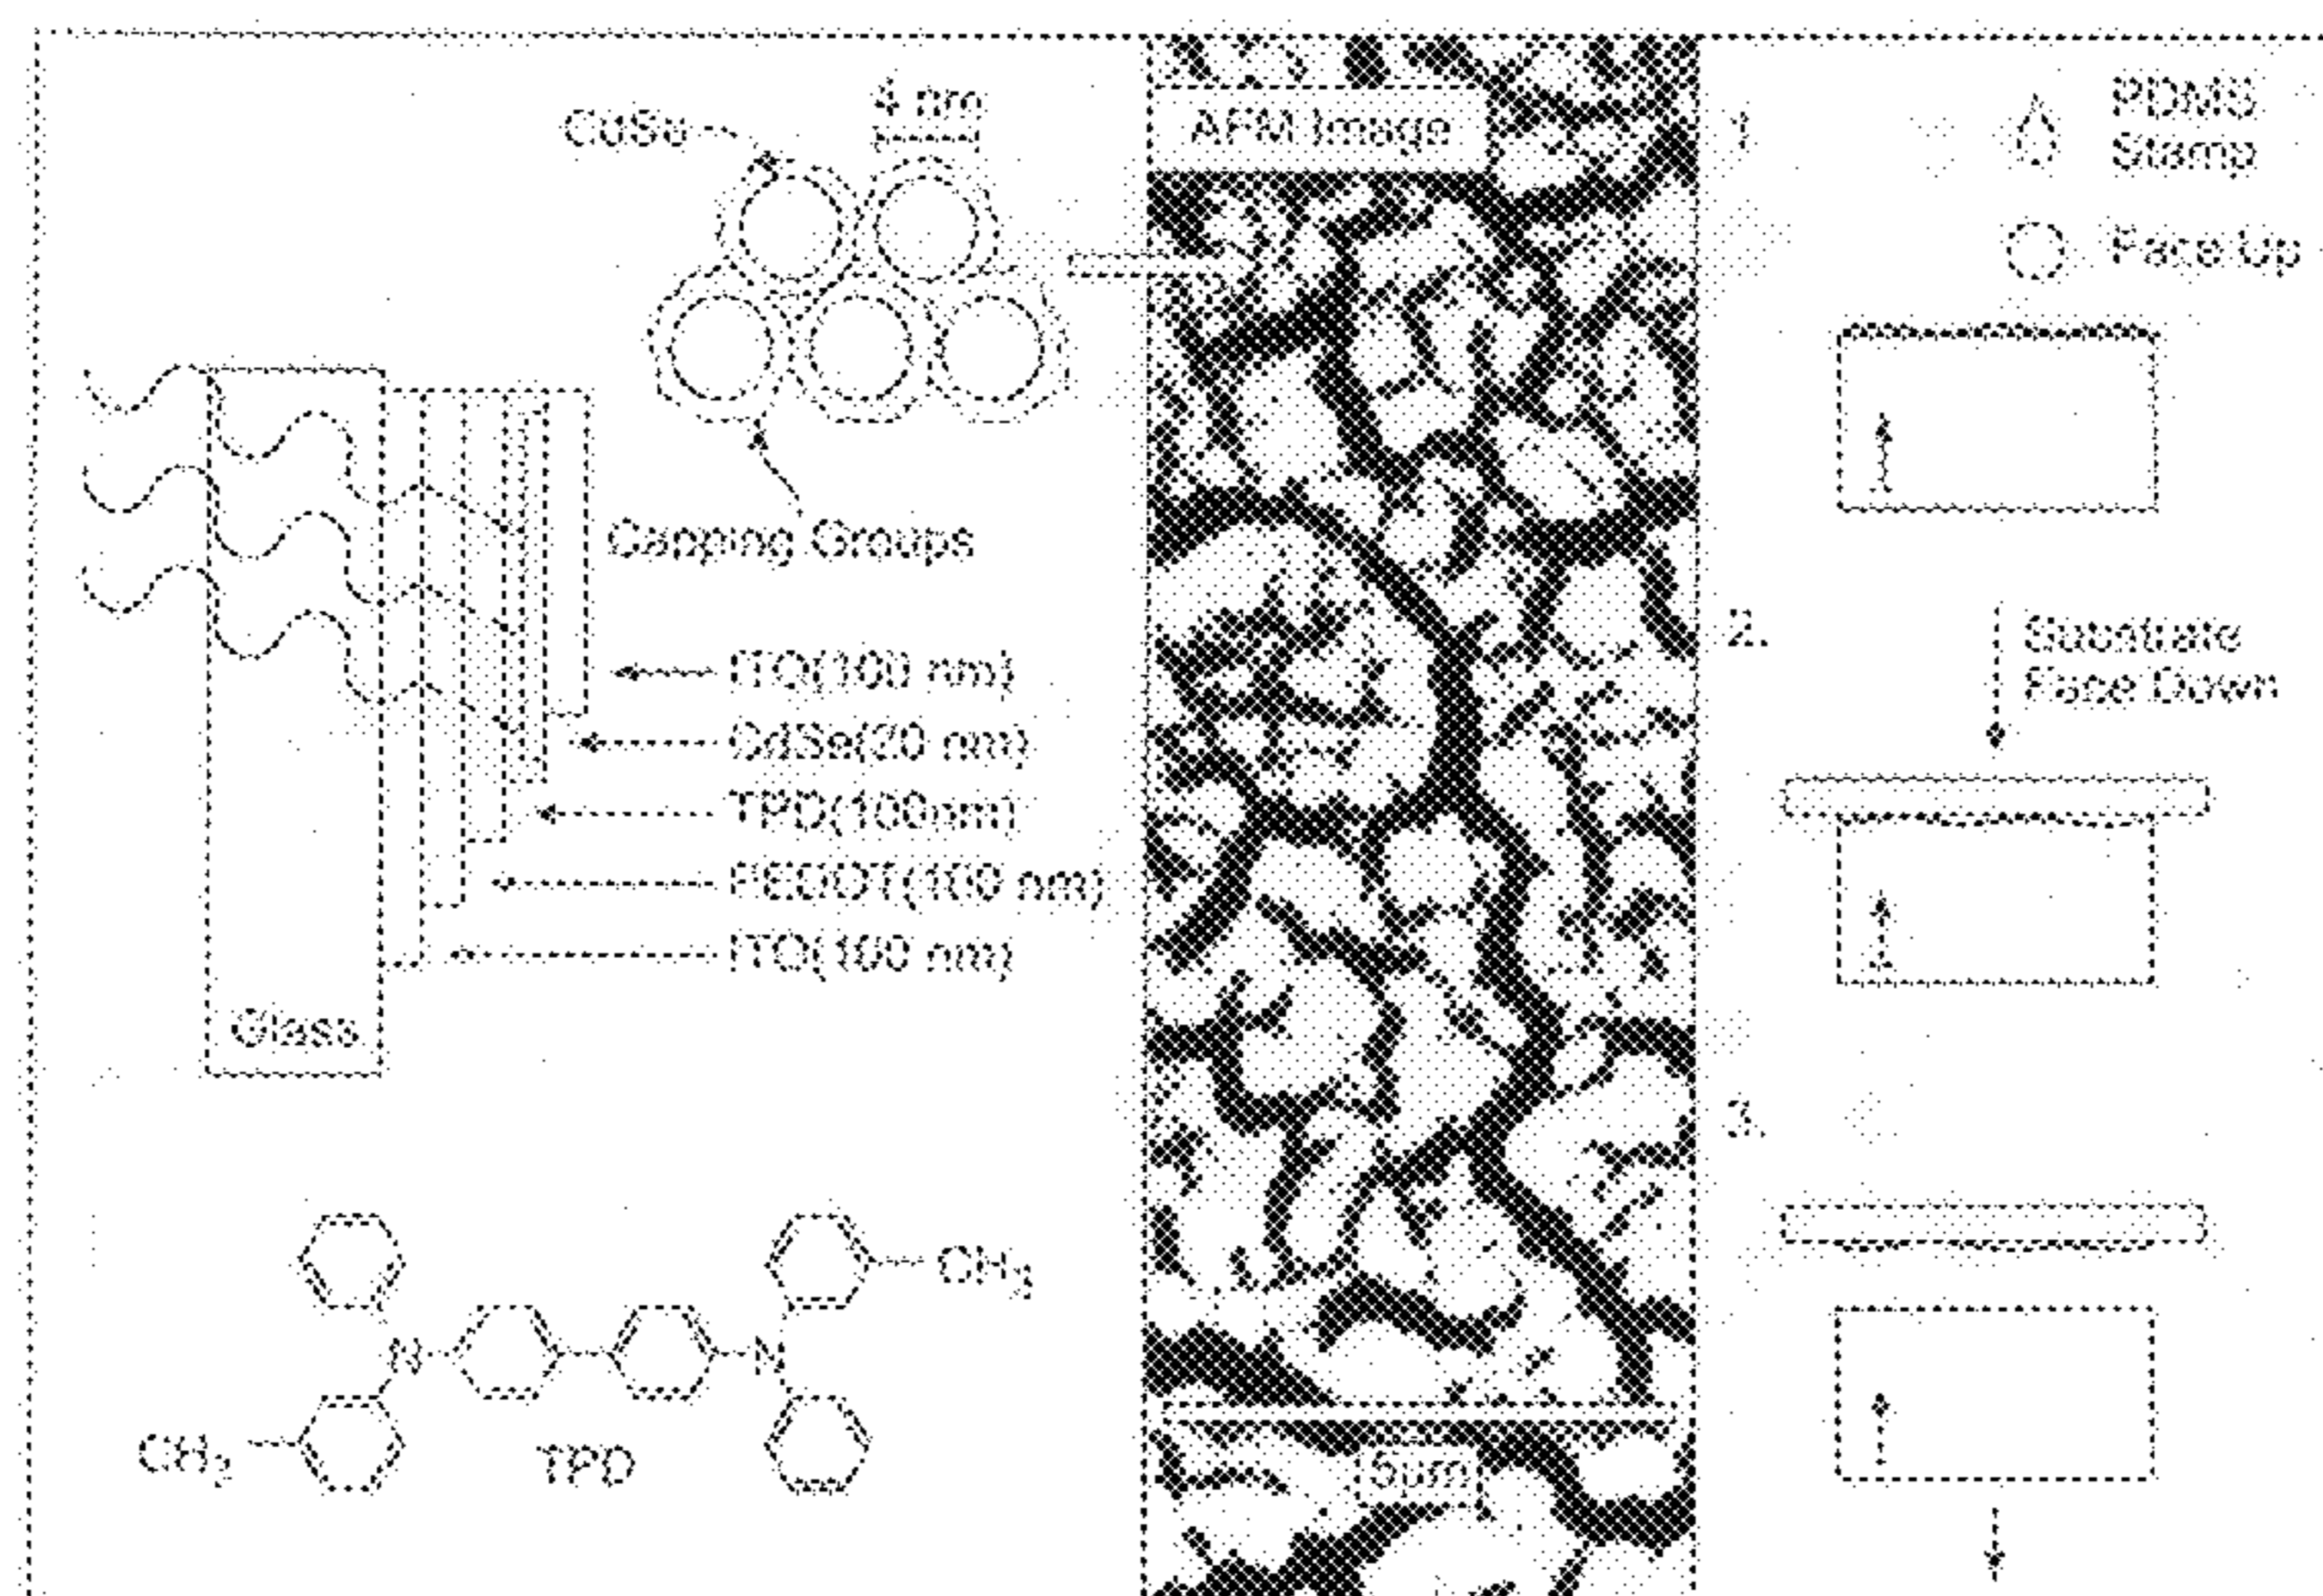 CdSe
4 nm
Capping Groups
ITO(100 nm)
CdSe(20 nm)
TPD(100nm)
PEDOT(100 nm)
ITO(100 nm)
Glass
CH3
N
N
CH3
TPD
AFM Image
5µm
1.
PDMS
Stamp
Face Up
2.
Substrate
Face Down
3.